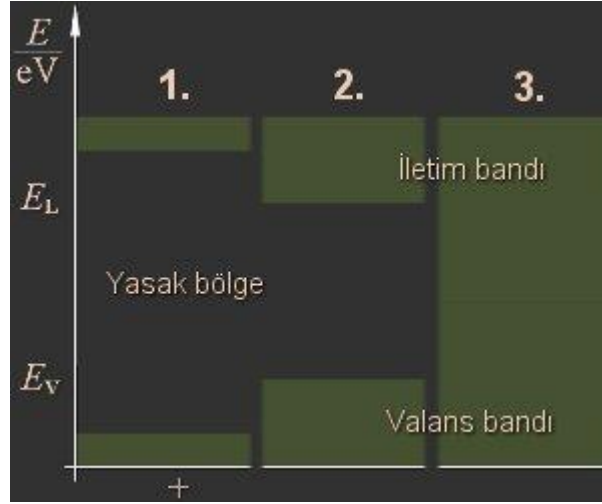 E
eV
1. 2. 3.
İletim bandı
E_L
Yasak bölge
E_V
Valans bandı
+